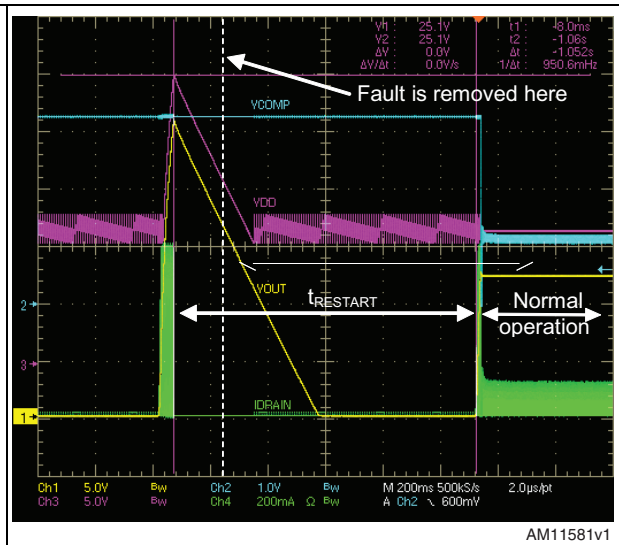 V1 : 25.1V t1 : -8.0ms
V2 : 25.1V t2 : -1.06s
ΔV : 0.0V Δt : -1.052s
ΔV/Δt : 0.0V/s 1/Δt : 950.6mHz
Fault is removed here
VCOMP
VDD
VOUT
tRESTART
Normal
operation
2
3
IDRAIN
1
Ch1 5.0V Bw Ch2 1.0V Bw M 200ms 500kS/s 2.0µs/pt
Ch3 5.0V Bw Ch4 200mA Ω Bw A Ch2 \ 600mV
AM11581v1